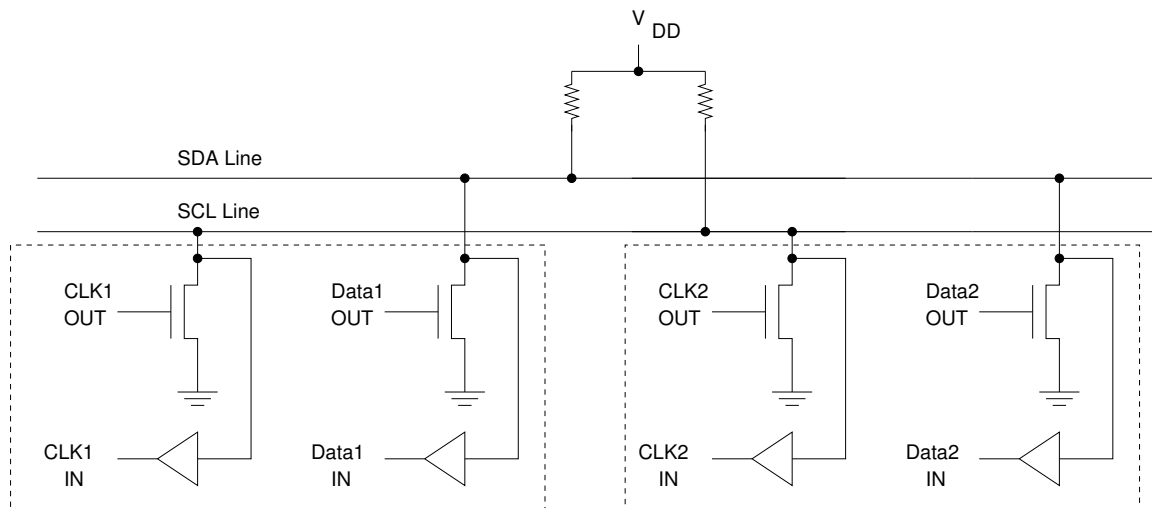 V
DD
SDA Line
SCL Line
CLK1
OUT
Data1
OUT
CLK2
OUT
Data2
OUT
CLK1
IN
Data1
IN
CLK2
IN
Data2
IN